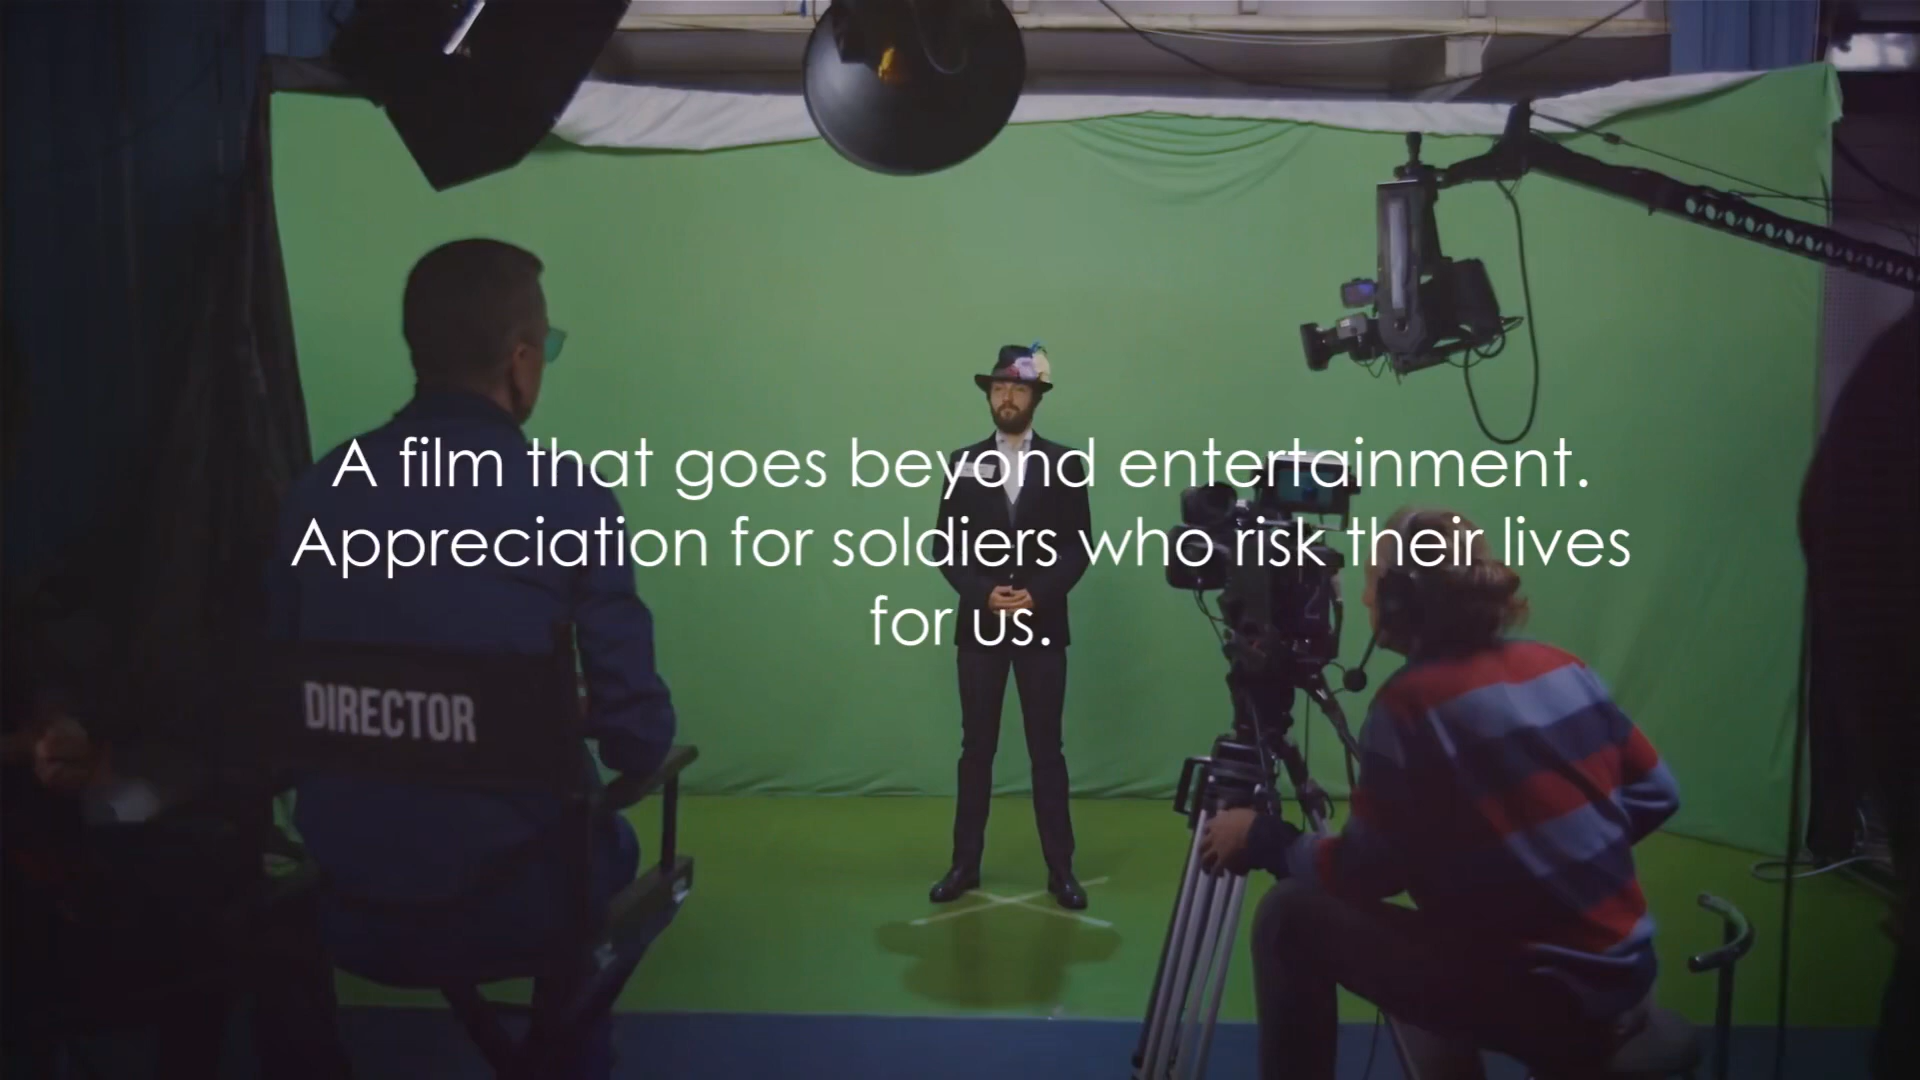 A film that goes beyond entertainment.
Appreciation for soldiers who risk their lives
for us.
DIRECTOR